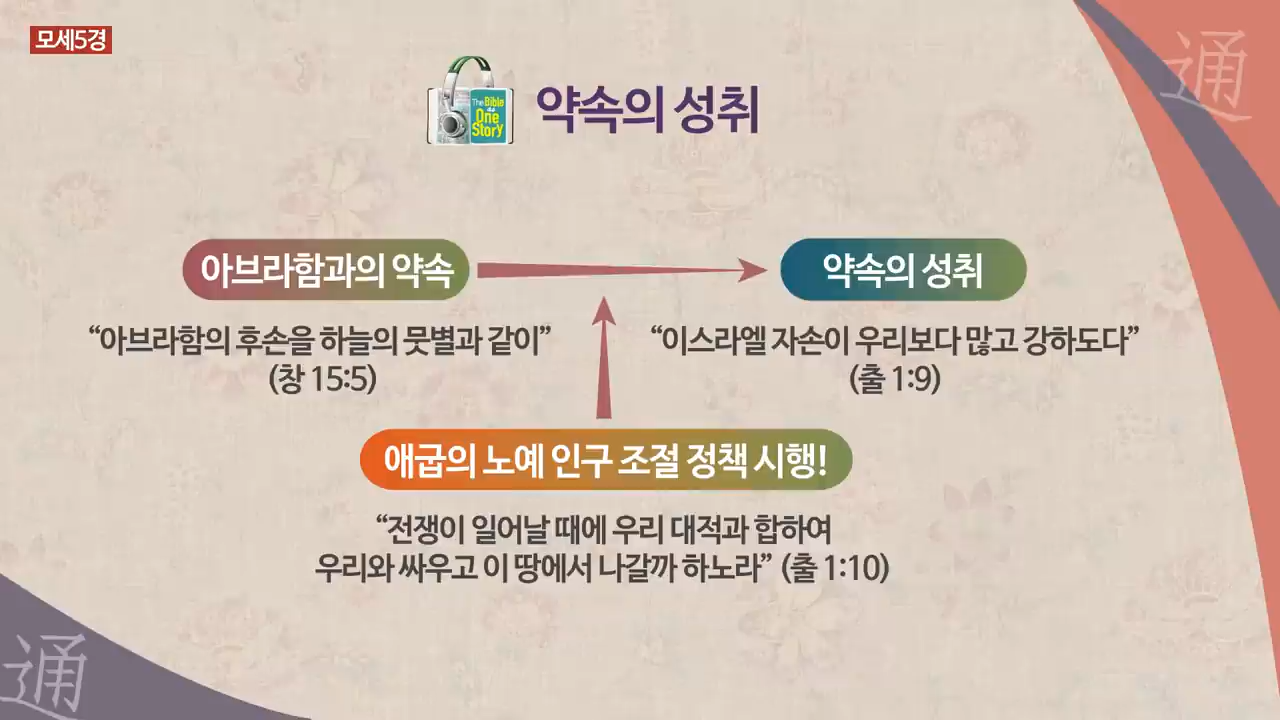 모세5경
通
The Bible
as
One
Story
약속의 성취
아브라함과의 약속
약속의 성취
“아브라함의 후손을 하늘의 뭇별과 같이”
(창 15:5)
“이스라엘 자손이 우리보다 많고 강하도다”
(출 1:9)
애굽의 노예 인구 조절 정책 시행!
“전쟁이 일어날 때에 우리 대적과 합하여
우리와 싸우고 이 땅에서 나갈까 하노라” (출 1:10)
通